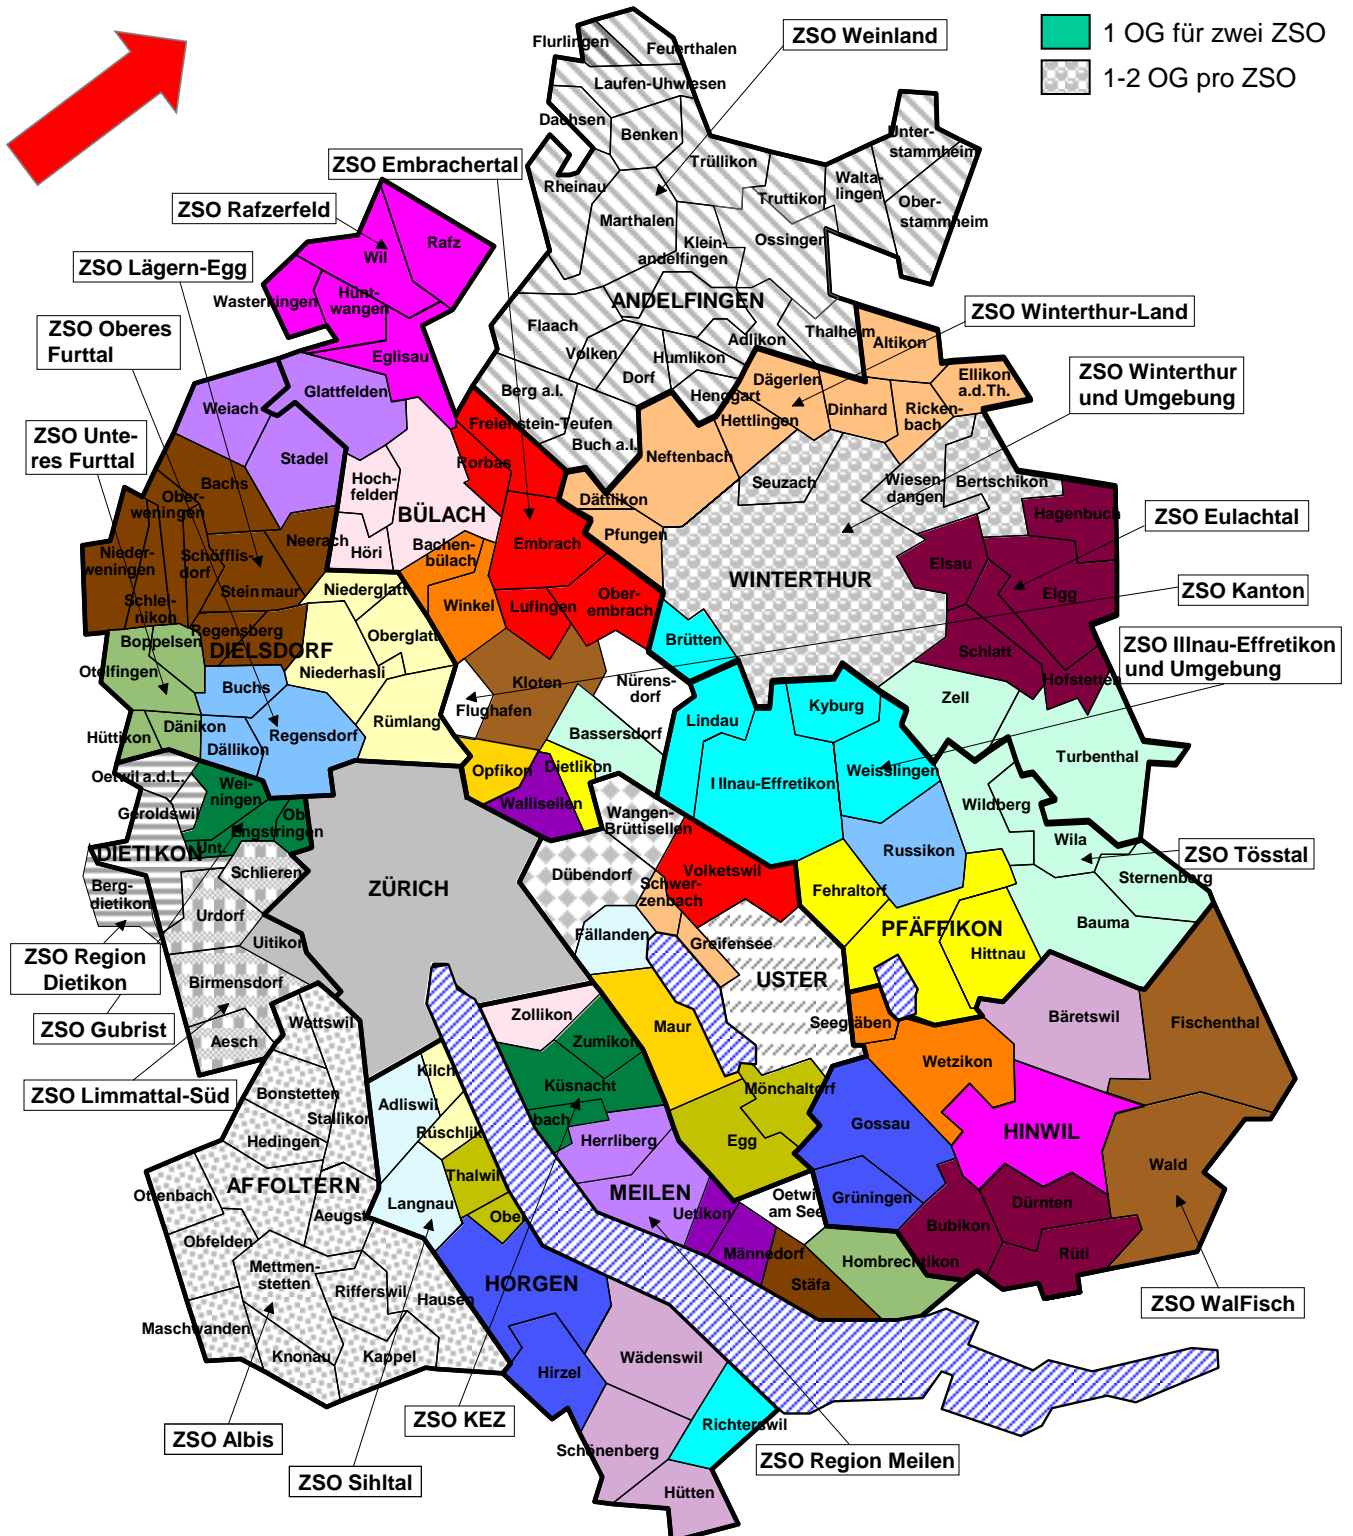 1 OG für zwei ZSO
1-2 OG pro ZSO
ZSO Weinland
ZSO Embrachertal
ZSO Rafzerfeld
ZSO Lägern-Egg
ZSO Oberes
Furttal
ZSO Unte-
res Furttal
ZSO Winterthur-Land
ZSO Winterthur
und Umgebung
ZSO Eulachtal
ZSO Kanton
ZSO Illnau-Effretikon
und Umgebung
ZSO Tösstal
ZSO WalFisch
ZSO Region Meilen
ZSO KEZ
ZSO Sihltal
ZSO Albis
ZSO Limmattal-Süd
ZSO Gubrist
ZSO Region
Dietikon
Flurlingen
Feuerthalen
Laufen-Uhwiesen
Dachsen
Benken
Trüllikon
Rheinau
Marthalen
Truttikon
Unter-
stammheim
Walta-
lingen
Ober-
stammheim
Klein-
andelfingen
Ossingen
ANDELFINGEN
Flaach
Volken
Humlikon
Adlikon
Thalheim
Dorf
Berg a.I.
Henggart
Buch a.I.
Rafz
Wil
Hünt-
wangen
Wasterkingen
Eglisau
Glattfelden
Weiach
Stadel
Freienstein-Teufen
Rorbas
Hoch-
felden
BÜLACH
Höri
Bachen-
bülach
Winkel
Embrach
Lufingen
Ober-
embrach
Altikon
Ellikon
a.d.Th.
Dägerlen
Hettlingen
Dinhard
Ricken-
bach
Neftenbach
Seuzach
Wiesen-
dangen
Bertschikon
Dättlikon
Pfungen
WINTERTHUR
Hagenbuch
Elsau
Elgg
Schlatt
Hofstetten
Brütten
Bachs
Ober-
weningen
Nieder-
weningen
Schöfflis-
dorf
Neerach
Steinmaur
Schlei-
nikon
Regensberg
DIELSDORF
Boppelsen
Otelfingen
Buchs
Dänikon
Hüttikon
Dällikon
Regensdorf
Niederglatt
Oberglatt
Niederhasli
Rümlang
Kloten
Flughafen
Nürens-
dorf
Bassersdorf
Opfikon
Dietlikon
Wallisellen
Lindau
Kyburg
Illnau-Effretikon
Weisslingen
Zell
Turbenthal
Wildberg
Wila
Sternenberg
Bauma
Russikon
Fehraltorf
PFÄFFIKON
Hittnau
Oetwil a.d.L.
Geroldswil
Wei-
ningen
Ob.
Engstringen
Unt.
DIETIKON
Berg-
dietikon
Schlieren
Urdorf
Uitikon
Birmensdorf
Aesch
ZÜRICH
Wangen-
Brüttisellen
Dübendorf
Volketswil
Schwer-
zenbach
Fällanden
Greifensee
USTER
Maur
Mönchaltorf
Egg
Seegräben
Wetzikon
Bäretswil
Fischenthal
Gossau
HINWIL
Wald
Grüningen
Dürnten
Bubikon
Rüti
Zollikon
Zumikon
Küsnacht
bach
Herrliberg
MEILEN
Uetikon
Männedorf
Oetwi
am See
Stäfa
Hombrechtikon
Kilch
Adliswil
Rüschlik
Thalwil
Langnau
Ober
HORGEN
Hirzel
Wädenswil
Richterswil
Schönenberg
Hütten
Wettswil
Bonstetten
Stallikon
Hedingen
AFFOLTERN
Ottenbach
Aeugst
Obfelden
Mettmen-
stetten
Rifferswil
Hausen
Maschwanden
Knonau
Kappel